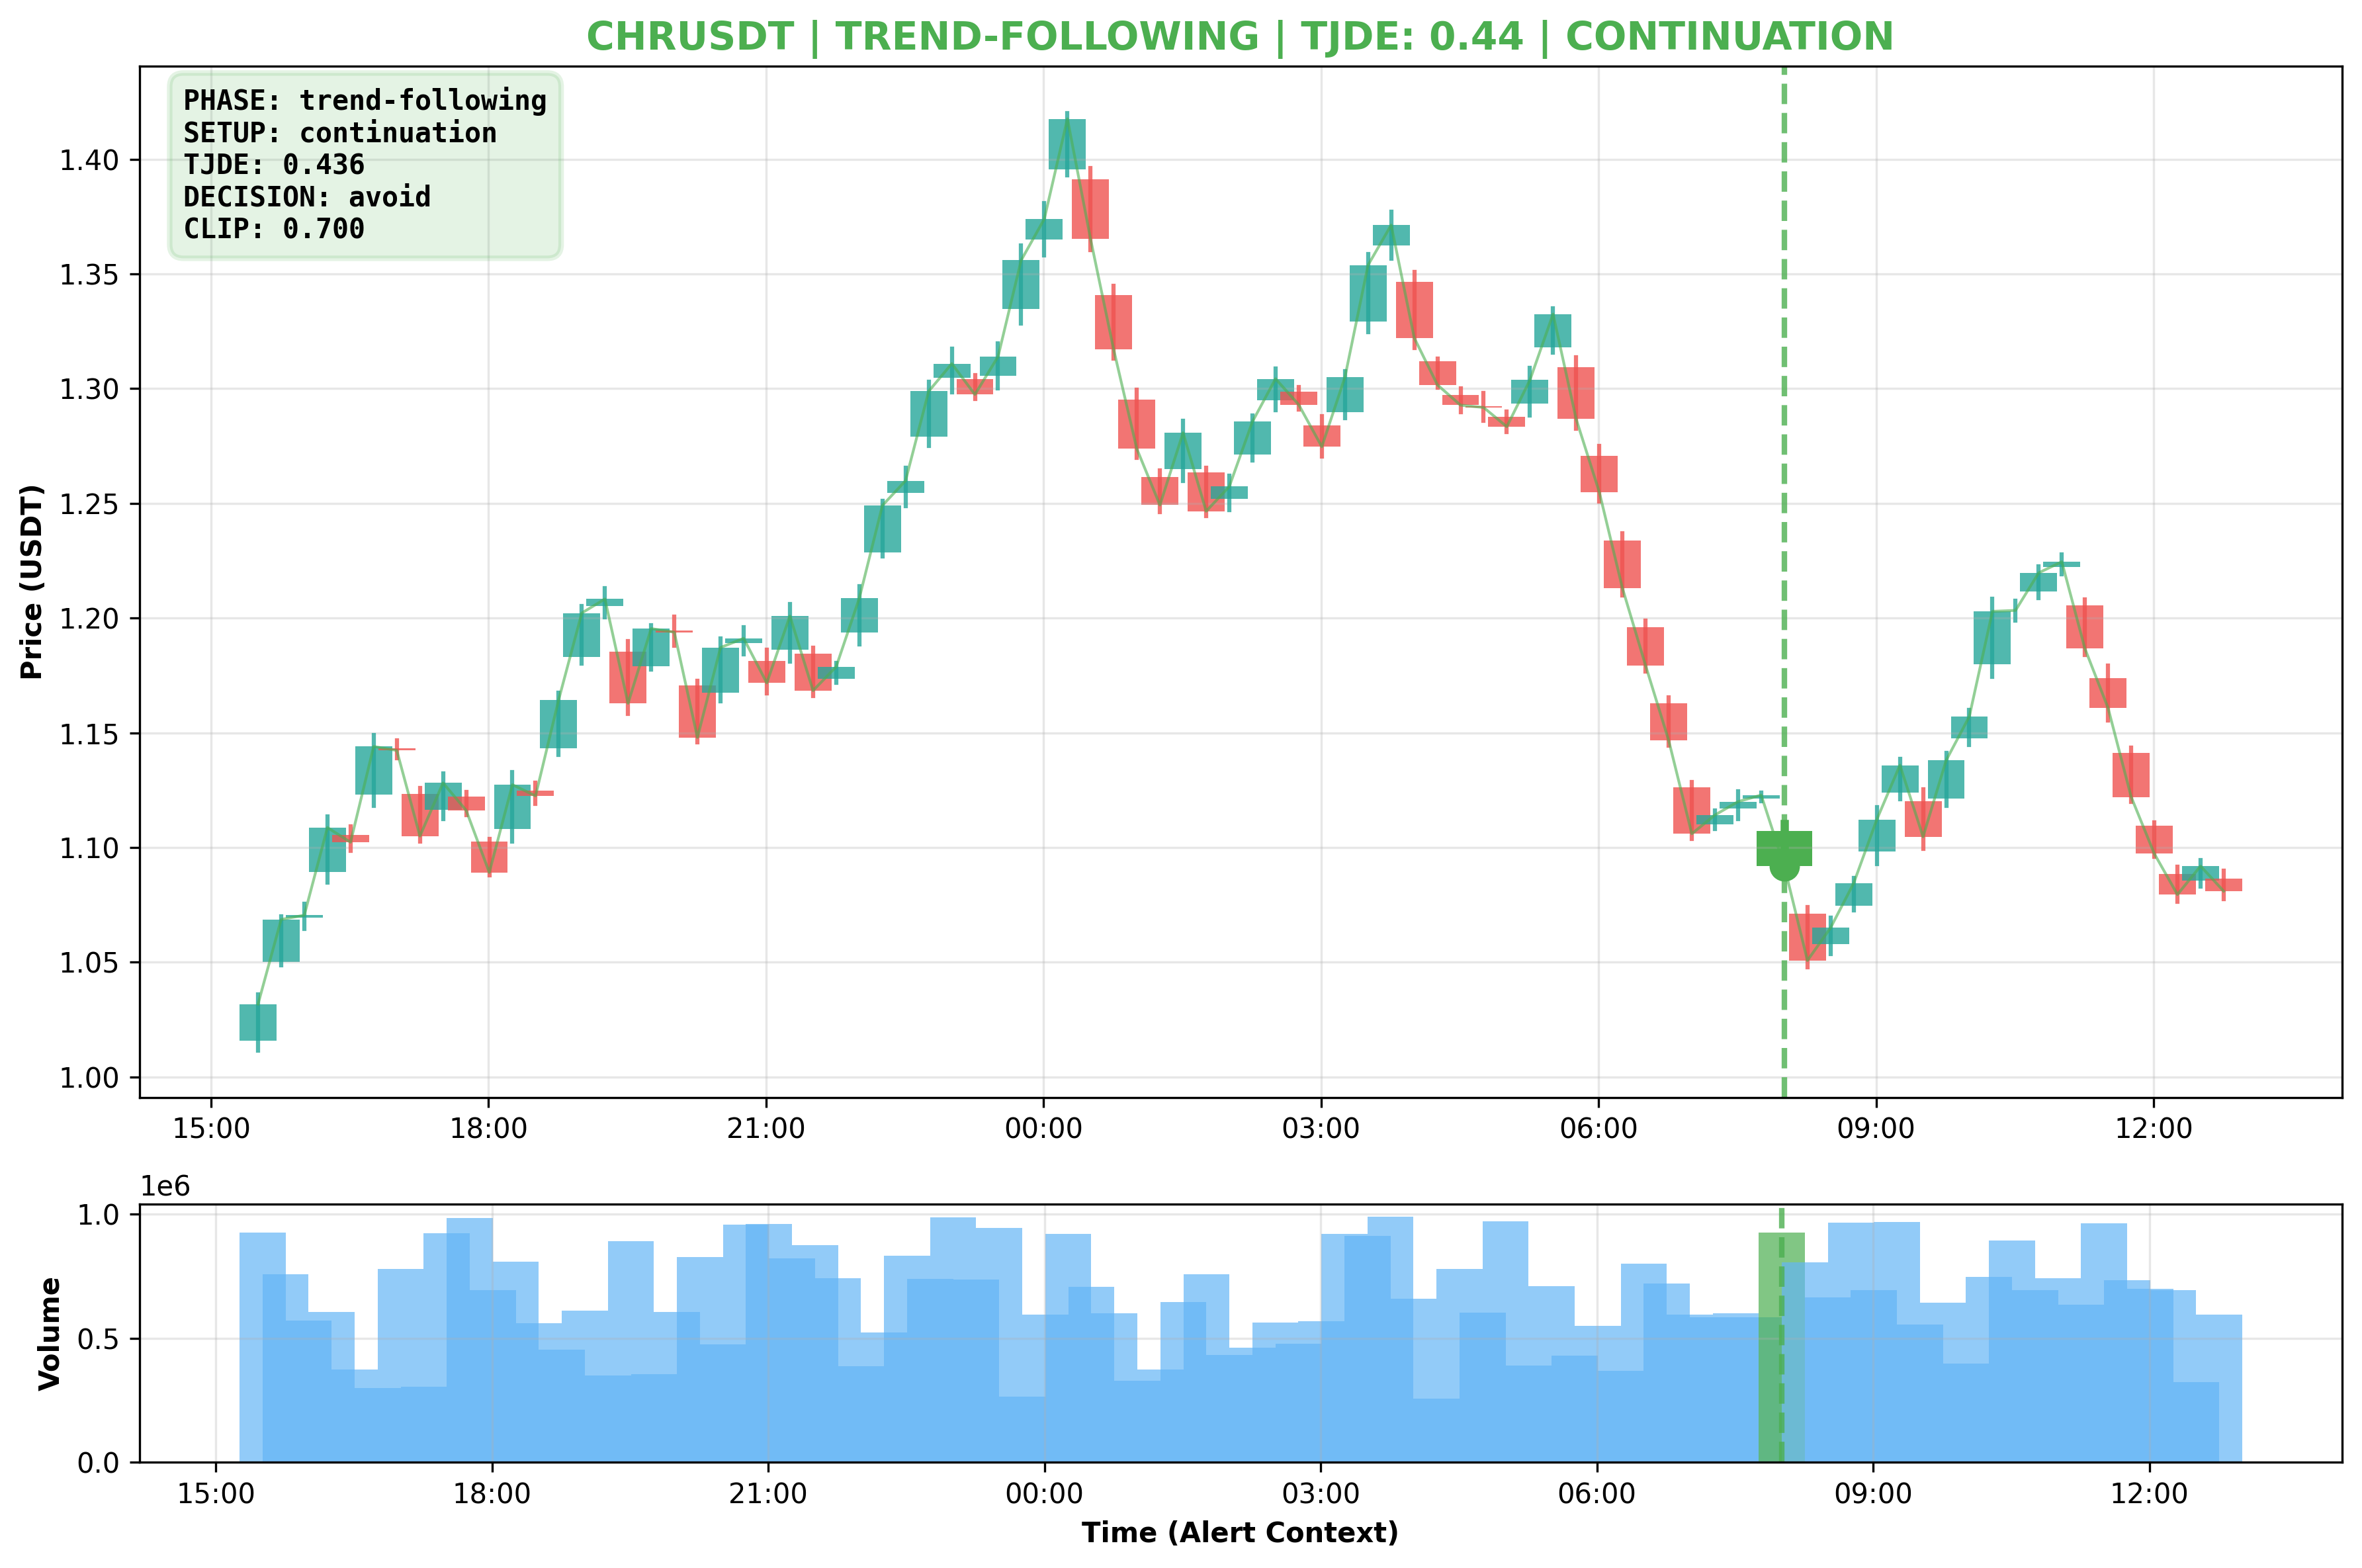 CHRUSDT | TREND-FOLLOWING | TJDE: 0.44 | CONTINUATION
PHASE: trend-following
SETUP: continuation
TJDE: 0.436
DECISION: avoid
CLIP: 0.700
Price (USDT)
1.40
1.35
1.30
1.25
1.20
1.15
1.10
1.05
1.00
15:00 18:00 21:00 00:00 03:00 06:00 09:00 12:00
1e6
Volume
1.0
0.5
0.0
15:00 18:00 21:00 00:00 03:00 06:00 09:00 12:00
Time (Alert Context)